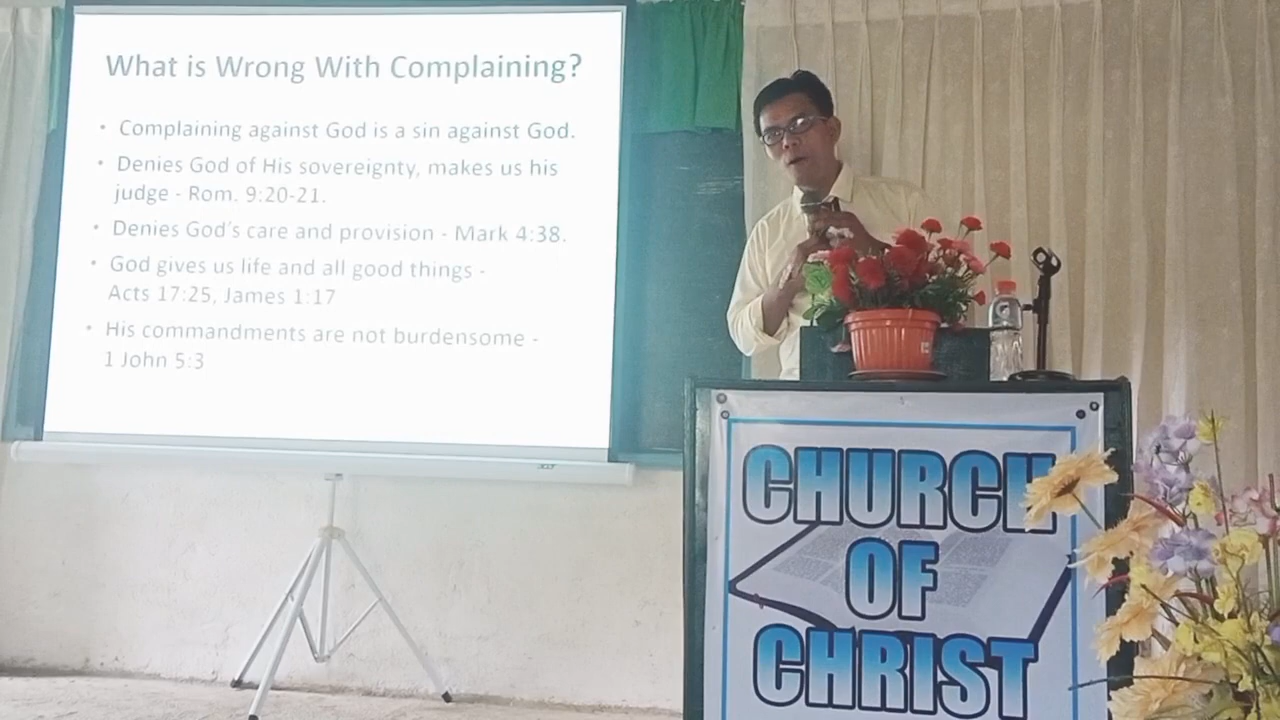 What is Wrong With Complaining?
• Complaining against God is a sin against God.
• Denies God of His sovereignty, makes us his
judge - Rom. 9:20-21.
• Denies God's care and provision - Mark 4:38.
• God gives us life and all good things -
Acts 17:25, James 1:17
• His commandments are not burdensome -
1 John 5:3
CHURCH
OF
CHRIST